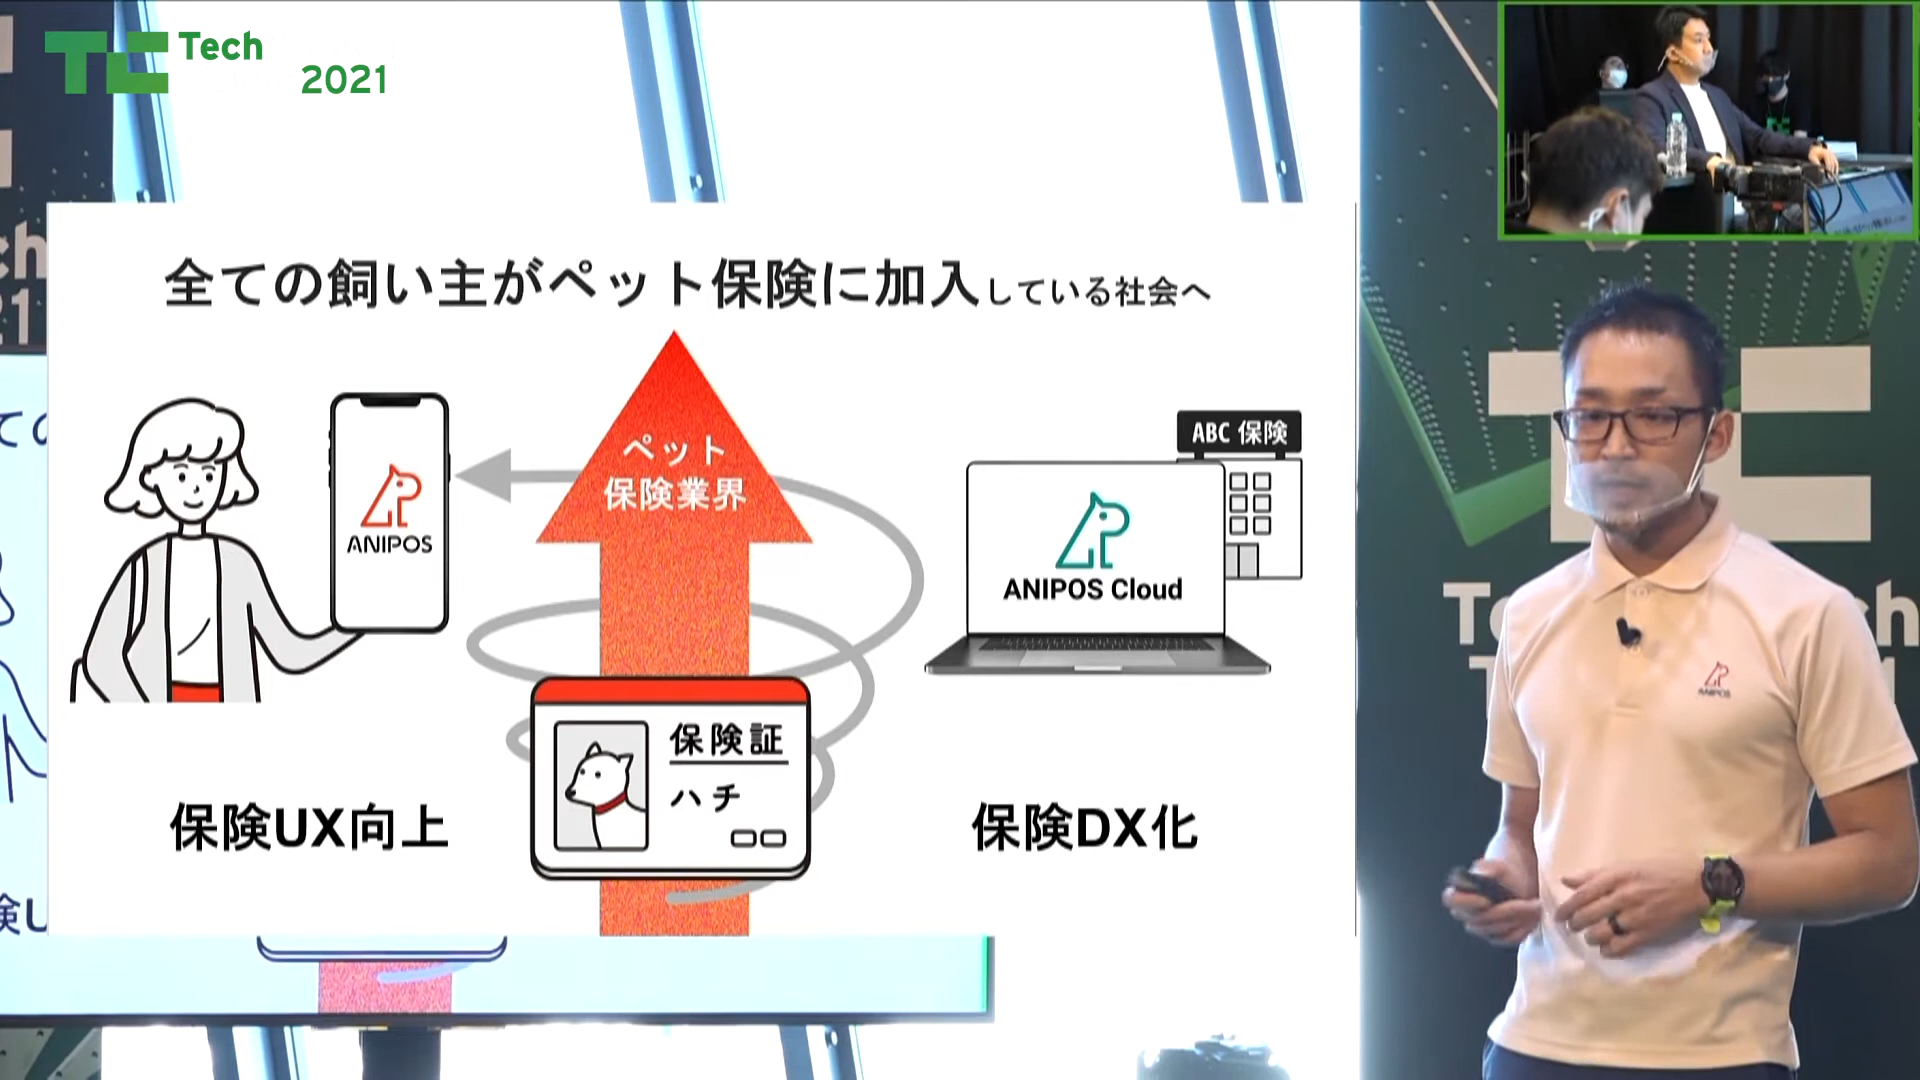 Tech
2021
全ての飼い主がペット保険に加入している社会へ
ペット
保険業界
ANIPOS
ABC 保険
ANIPOS Cloud
保険証
ハチ
保険UX向上
保険DX化
ANIPOS